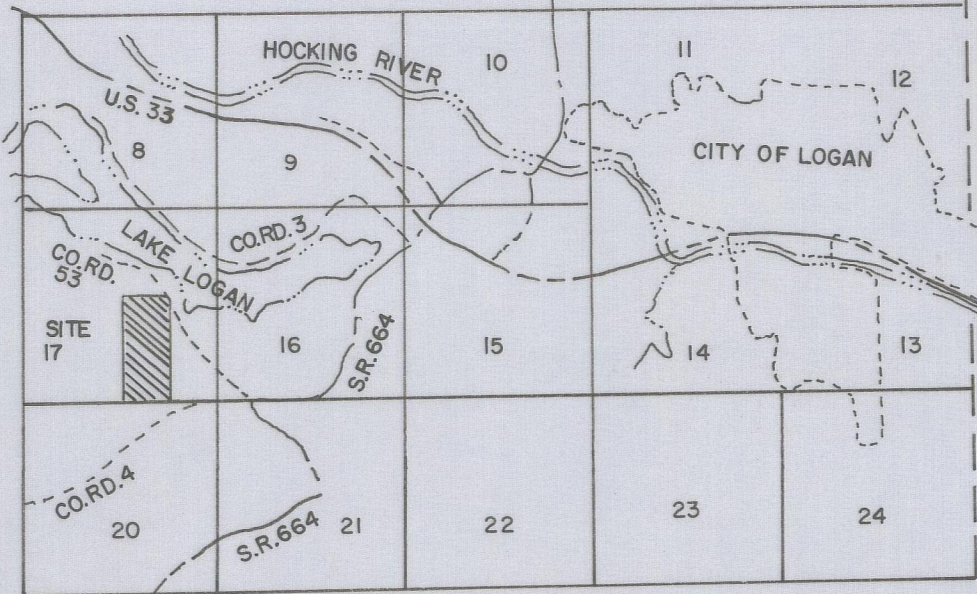 HOCKING RIVER
10
11
12
U.S. 33
8
9
CITY OF LOGAN
LAKE LOGAN
CO.RD. 3
CO.RD.
53
SITE
17
16
S.R. 664
15
14
13
CO.RD. 4
20
S.R. 664
21
22
23
24